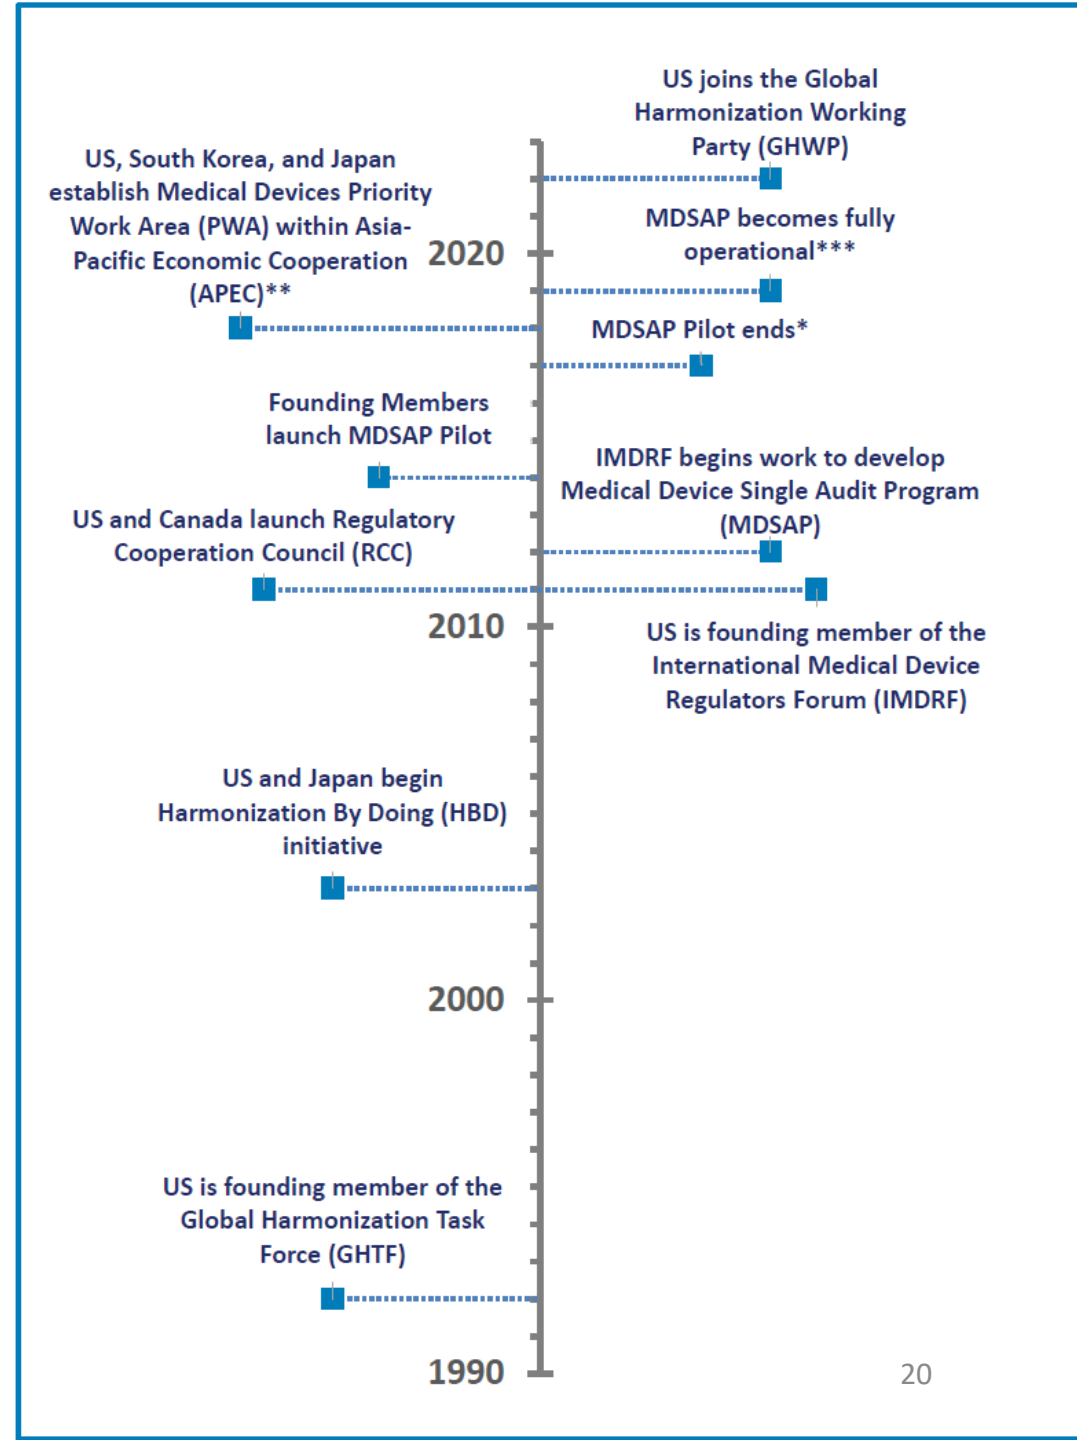 US joins the Global
Harmonization Working
Party (GHWP)
US, South Korea, and Japan
establish Medical Devices Priority
Work Area (PWA) within Asia-
Pacific Economic Cooperation
(APEC)**
MDSAP becomes fully
operational***
2020
MDSAP Pilot ends*
Founding Members
launch MDSAP Pilot
IMDRF begins work to develop
Medical Device Single Audit Program
(MDSAP)
US and Canada launch Regulatory
Cooperation Council (RCC)
2010
US is founding member of the
International Medical Device
Regulators Forum (IMDRF)
US and Japan begin
Harmonization By Doing (HBD)
initiative
2000
US is founding member of the
Global Harmonization Task
Force (GHTF)
1990
20